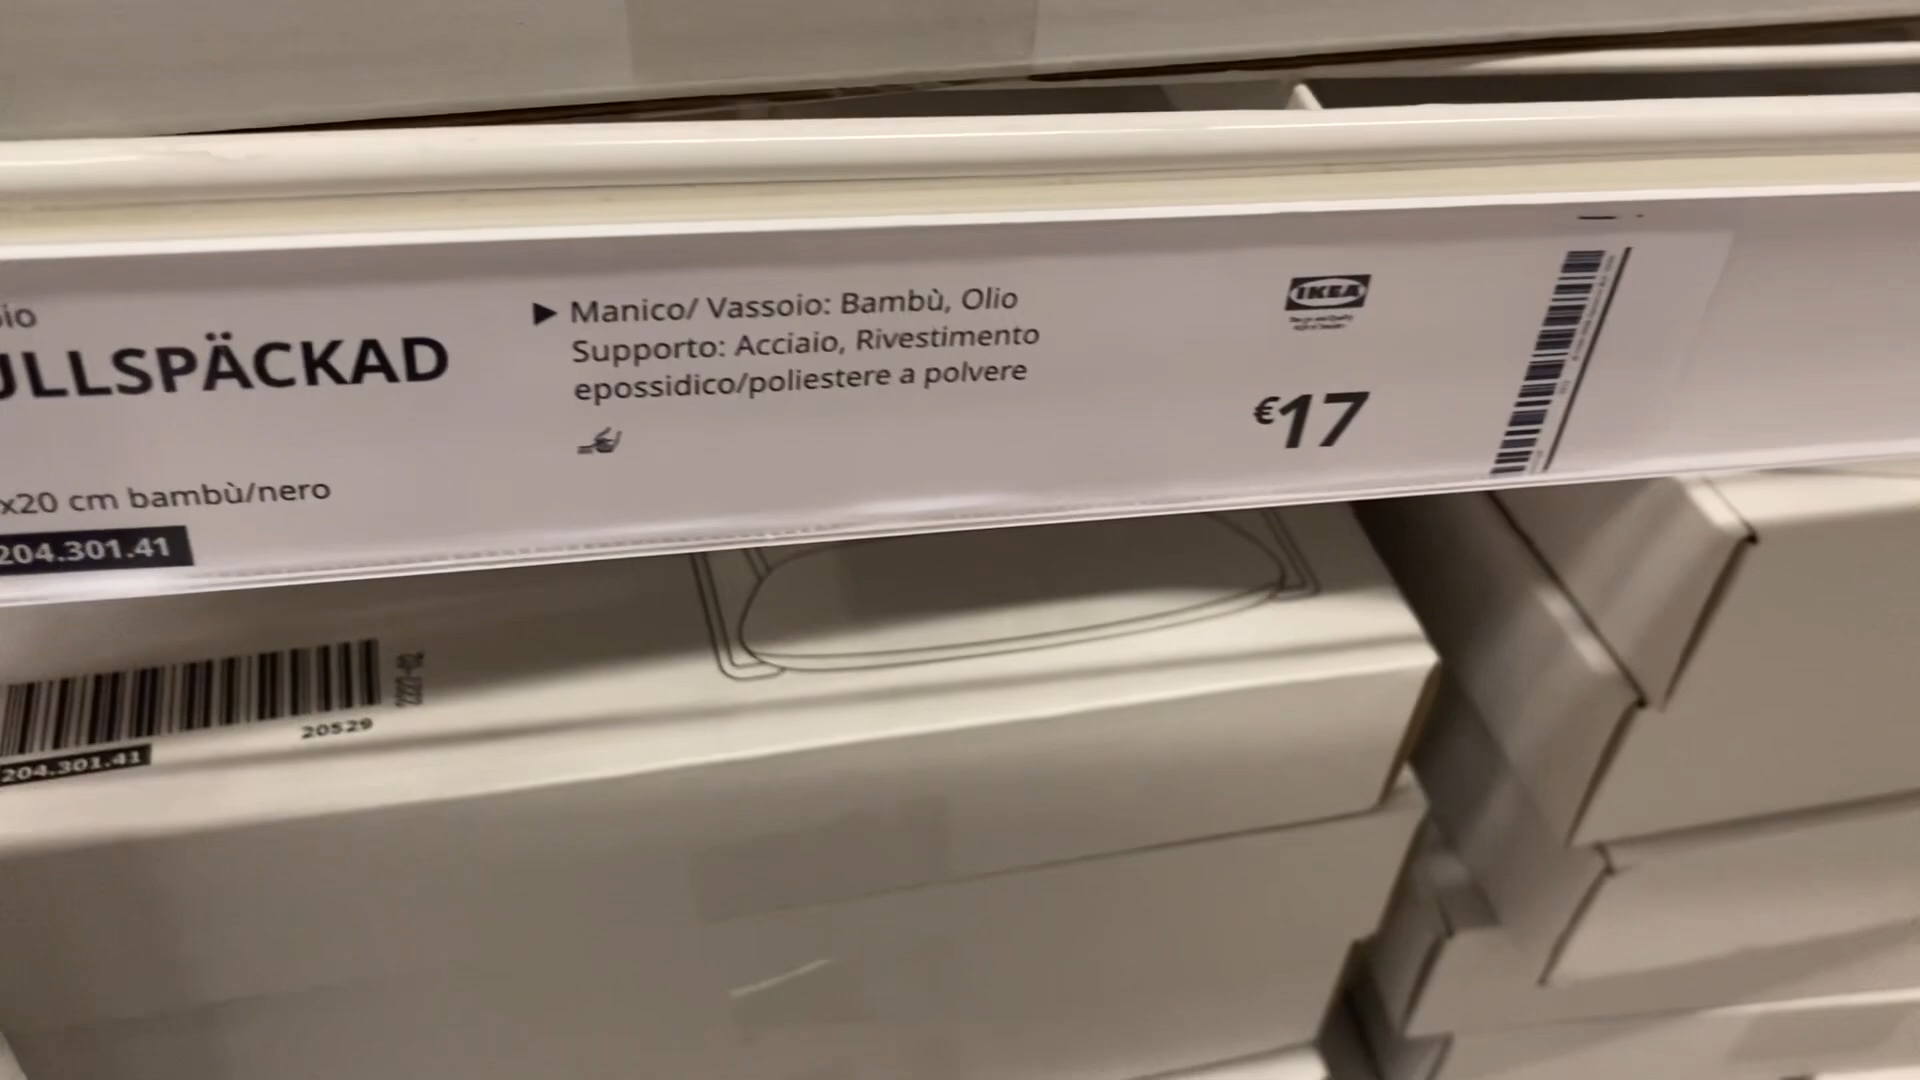 io
ULLSPÄCKAD
x20 cm bambù/nero
204.301.41
▶ Manico/ Vassoio: Bambù, Olio
Supporto: Acciaio, Rivestimento
epossidico/poliestere a polvere
IKEA
€17
20529
204.301.41